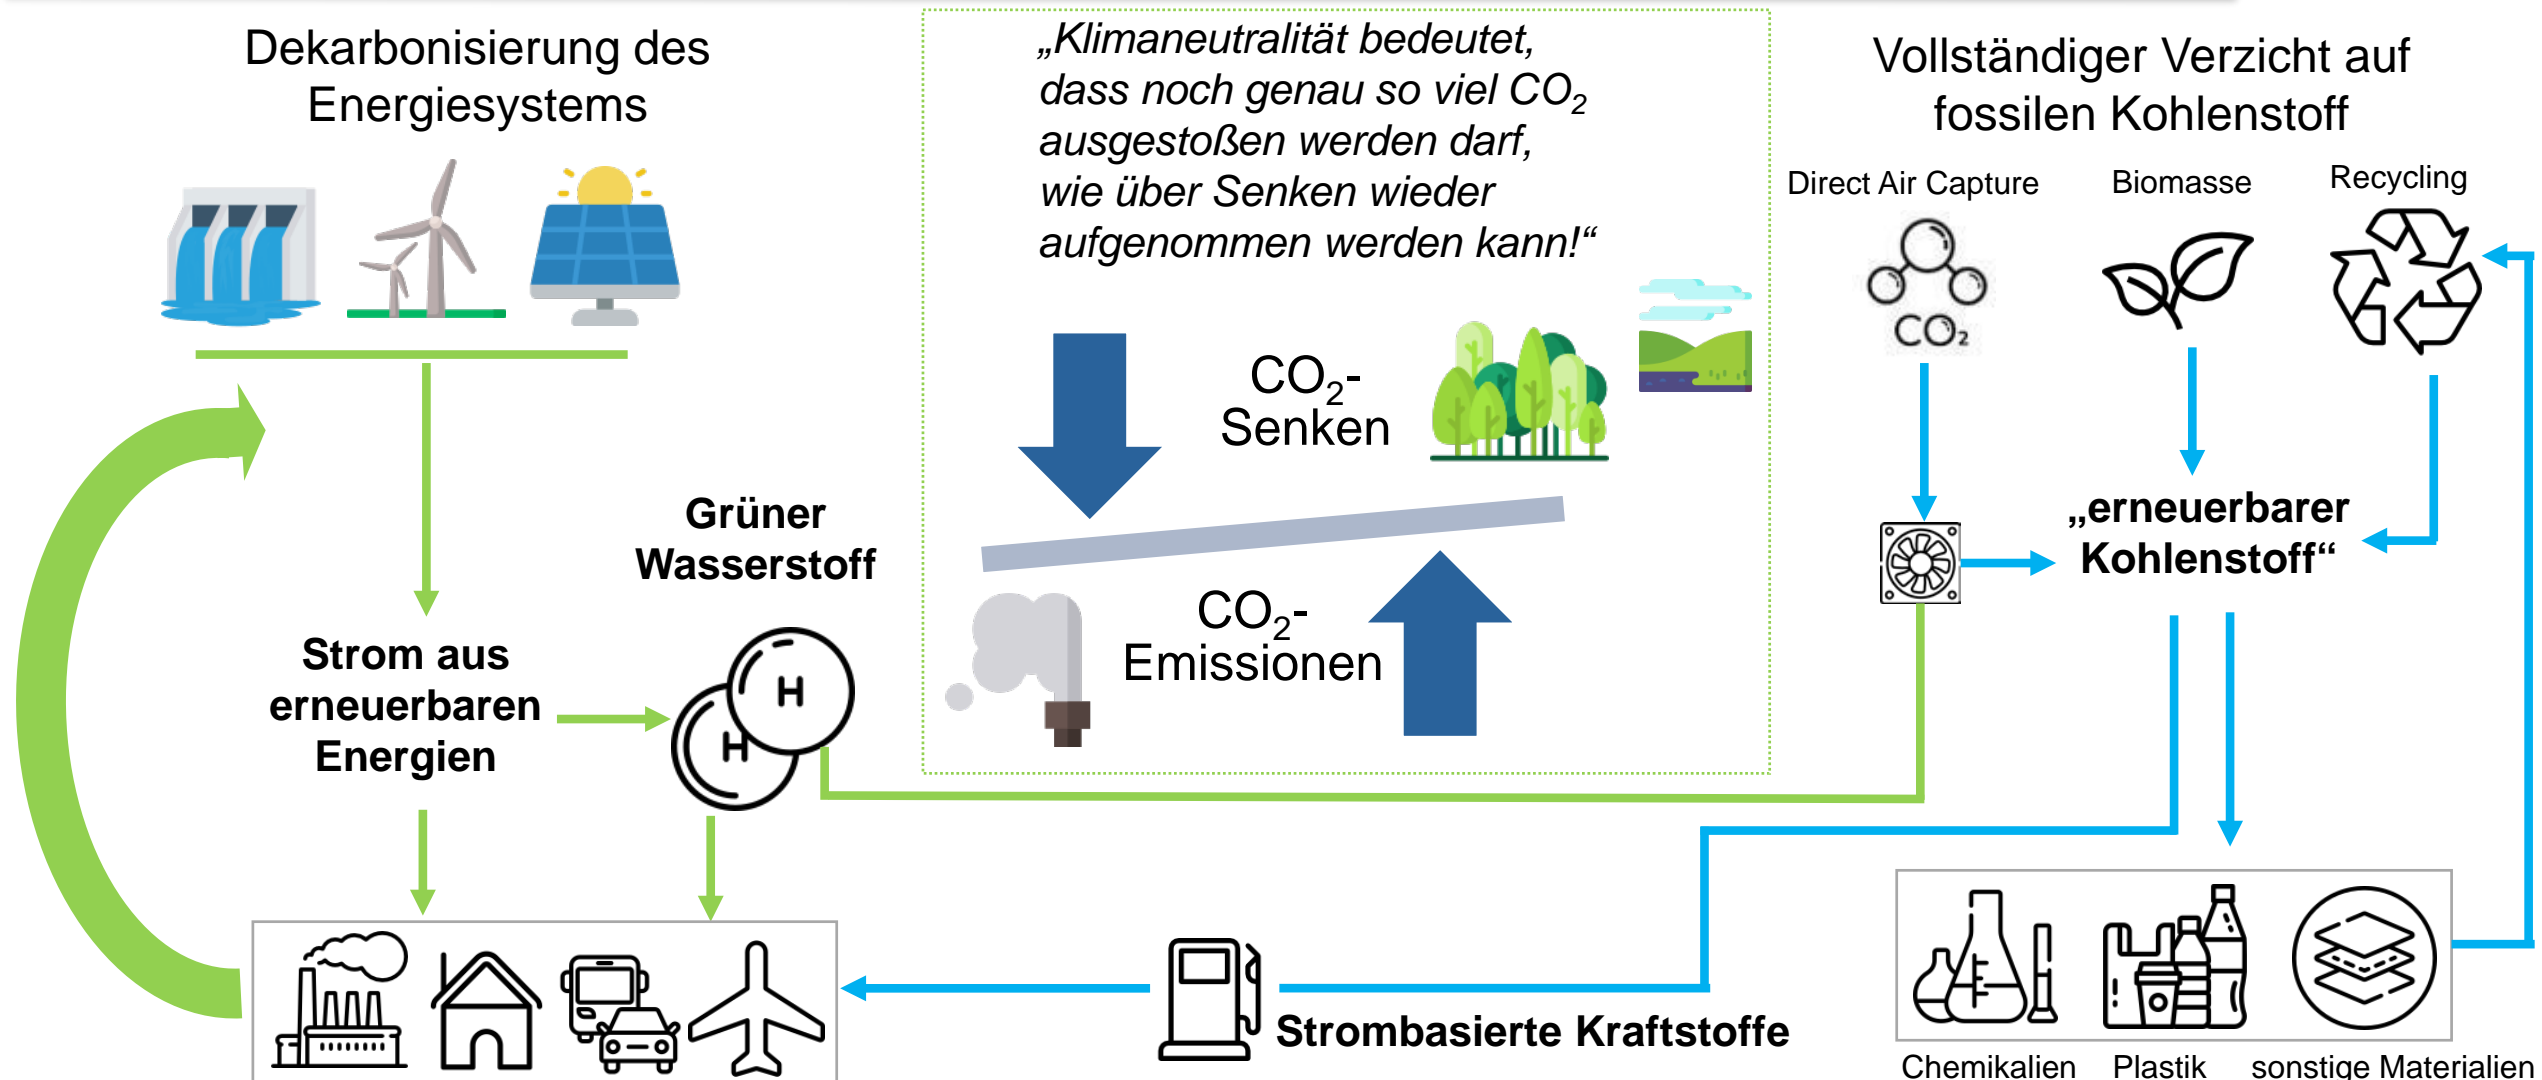 Dekarbonisierung des
Energiesystems
„Klimaneutralität bedeutet,
dass noch genau so viel CO₂
ausgestoßen werden darf,
wie über Senken wieder
aufgenommen werden kann!“
Vollständiger Verzicht auf
fossilen Kohlenstoff
Direct Air Capture
Biomasse
Recycling
CO₂
CO₂-
Senken
CO₂-
Emissionen
Grüner
Wasserstoff
H
H
Strom aus
erneuerbaren
Energien
„erneuerbarer
Kohlenstoff“
Strombasierte Kraftstoffe
Chemikalien
Plastik
sonstige Materialien